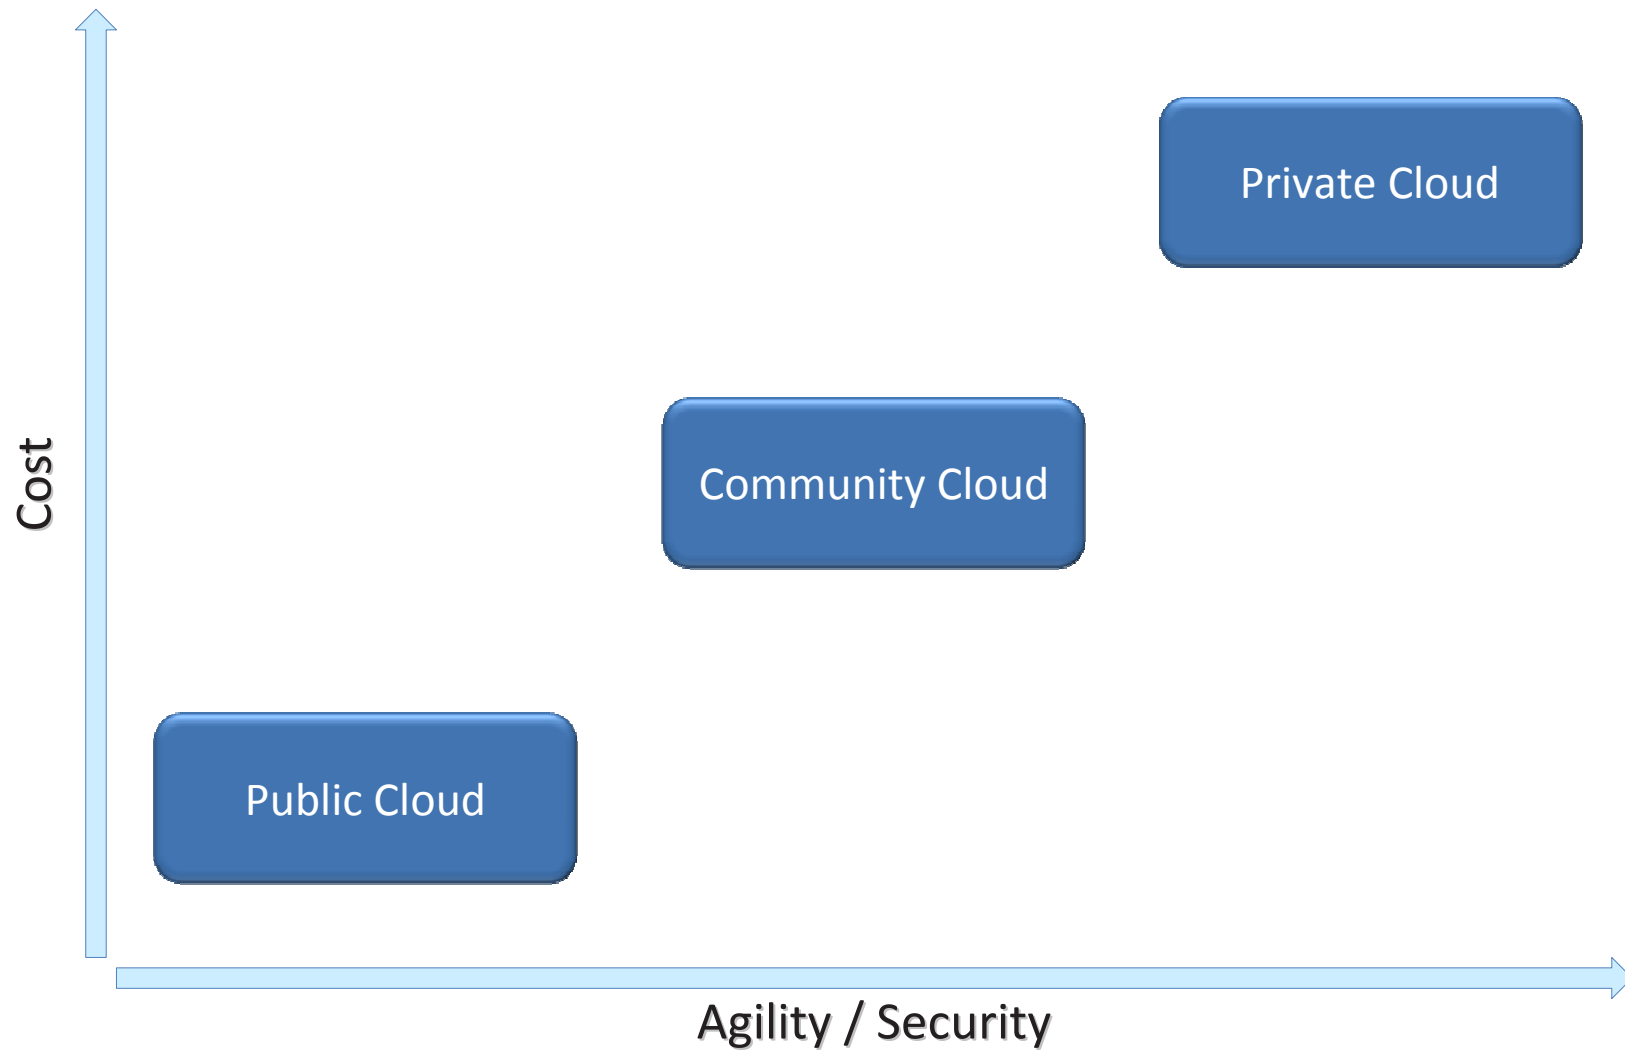 Private Cloud
Community Cloud
Cost
Public Cloud
Agility / Security